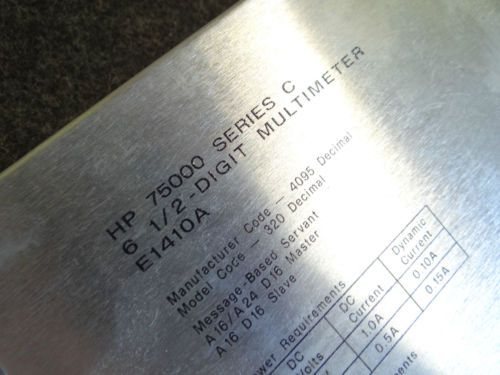 HP 75000 SERIES C
6 1/2-DIGIT MULTIMETER
E1410A
Manufacturer Code - 4095 Decimal
Model Code - 320 Decimal
Message-Based Servant
A16/A24 D16 Master
A16 D16 Slave
Requirements
DC Volts
DC Current
Dynamic Current
1.0A
0.10A
0.5A
0.15A